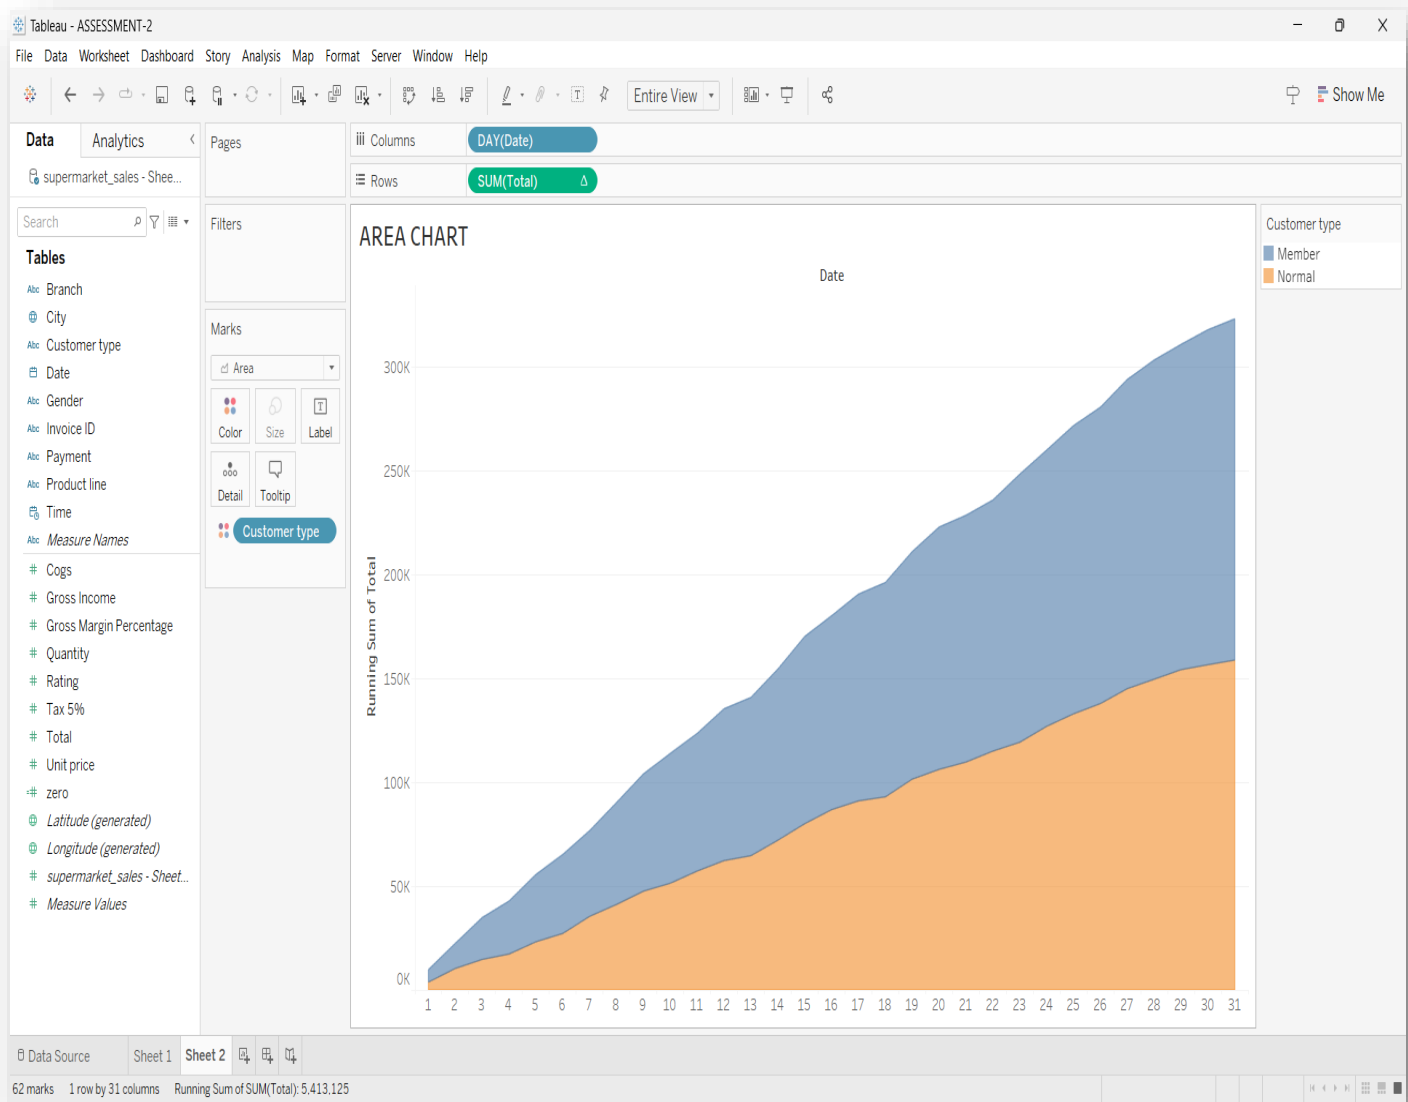 Tableau - ASSESSMENT-2
File Data Worksheet Dashboard Story Analysis Map Format Server Window Help
Entire View
Show Me
Data Analytics
supermarket_sales - Shee...
Search
Tables
Abc Branch
City
Abc Customer type
Date
Abc Gender
Abc Invoice ID
Abc Payment
Abc Product line
Time
Abc Measure Names
# Cogs
# Gross Income
# Gross Margin Percentage
# Quantity
# Rating
# Tax 5%
# Total
# Unit price
=# zero
Latitude (generated)
Longitude (generated)
# supermarket_sales - Sheet...
# Measure Values
Pages
Filters
Marks
Area
Color Size Label
Detail Tooltip
Customer type
Columns DAY(Date)
Rows SUM(Total) Δ
AREA CHART
Date
300K
250K
200K
150K
100K
50K
0K
Running Sum of Total
1 2 3 4 5 6 7 8 9 10 11 12 13 14 15 16 17 18 19 20 21 22 23 24 25 26 27 28 29 30 31
Customer type
Member
Normal
Data Source Sheet 1 Sheet 2
62 marks 1 row by 31 columns Running Sum of SUM(Total): 5,413,125